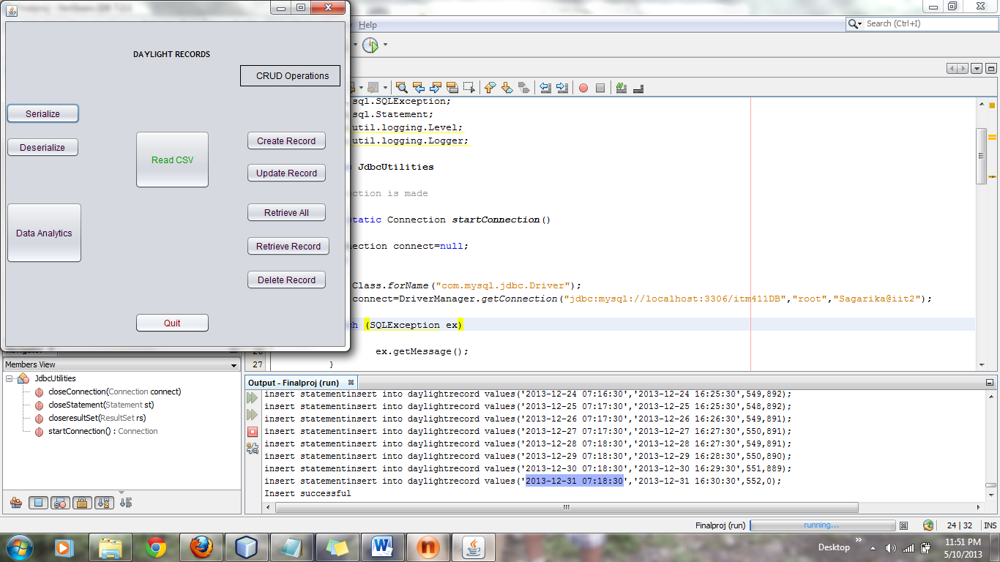 DAYLIGHT RECORDS
CRUD Operations
Serialize
Deserialize
Read CSV
Data Analytics
Create Record
Update Record
Retrieve All
Retrieve Record
Delete Record
Quit
Help
Search (Ctrl+I)
sql.SQLException;
sql.Statement;
util.logging.Level;
util.logging.Logger;
JdbcUtilities
ction is made
static Connection startConnection()
nection connect=null;
Class.forName("com.mysql.jdbc.Driver");
connect=DriverManager.getConnection("jdbc:mysql://localhost:3306/itm411DB","root","Sagarika@iit2");
ch (SQLException ex)
ex.getMessage();
27 }
Members View
JdbcUtilities
closeConnection(Connection connect)
closeStatement(Statement st)
closeresultSet(ResultSet rs)
startConnection() : Connection
Output - Finalproj (run)
insert statementinsert into daylightrecord values('2013-12-24 07:16:30','2013-12-24 16:25:30',549,892);
insert statementinsert into daylightrecord values('2013-12-25 07:17:30','2013-12-25 16:25:30',548,892);
insert statementinsert into daylightrecord values('2013-12-26 07:17:30','2013-12-26 16:26:30',549,891);
insert statementinsert into daylightrecord values('2013-12-27 07:17:30','2013-12-27 16:27:30',550,891);
insert statementinsert into daylightrecord values('2013-12-28 07:18:30','2013-12-28 16:27:30',549,891);
insert statementinsert into daylightrecord values('2013-12-29 07:18:30','2013-12-29 16:28:30',550,890);
insert statementinsert into daylightrecord values('2013-12-30 07:18:30','2013-12-30 16:29:30',551,889);
insert statementinsert into daylightrecord values('2013-12-31 07:18:30','2013-12-31 16:30:30',552,0);
Insert successful
Finalproj (run)
running...
24 | 32
INS
Desktop
11:51 PM
5/10/2013